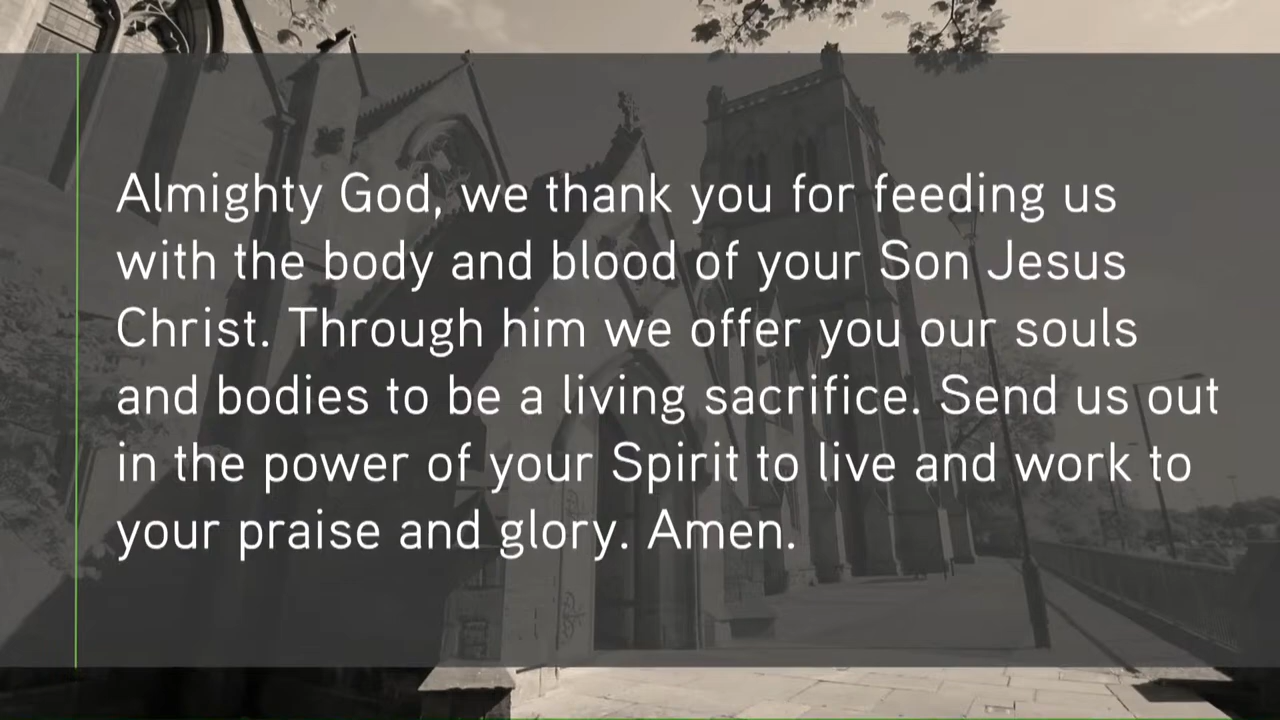 Almighty God, we thank you for feeding us
with the body and blood of your Son Jesus
Christ. Through him we offer you our souls
and bodies to be a living sacrifice. Send us out
in the power of your Spirit to live and work to
your praise and glory. Amen.